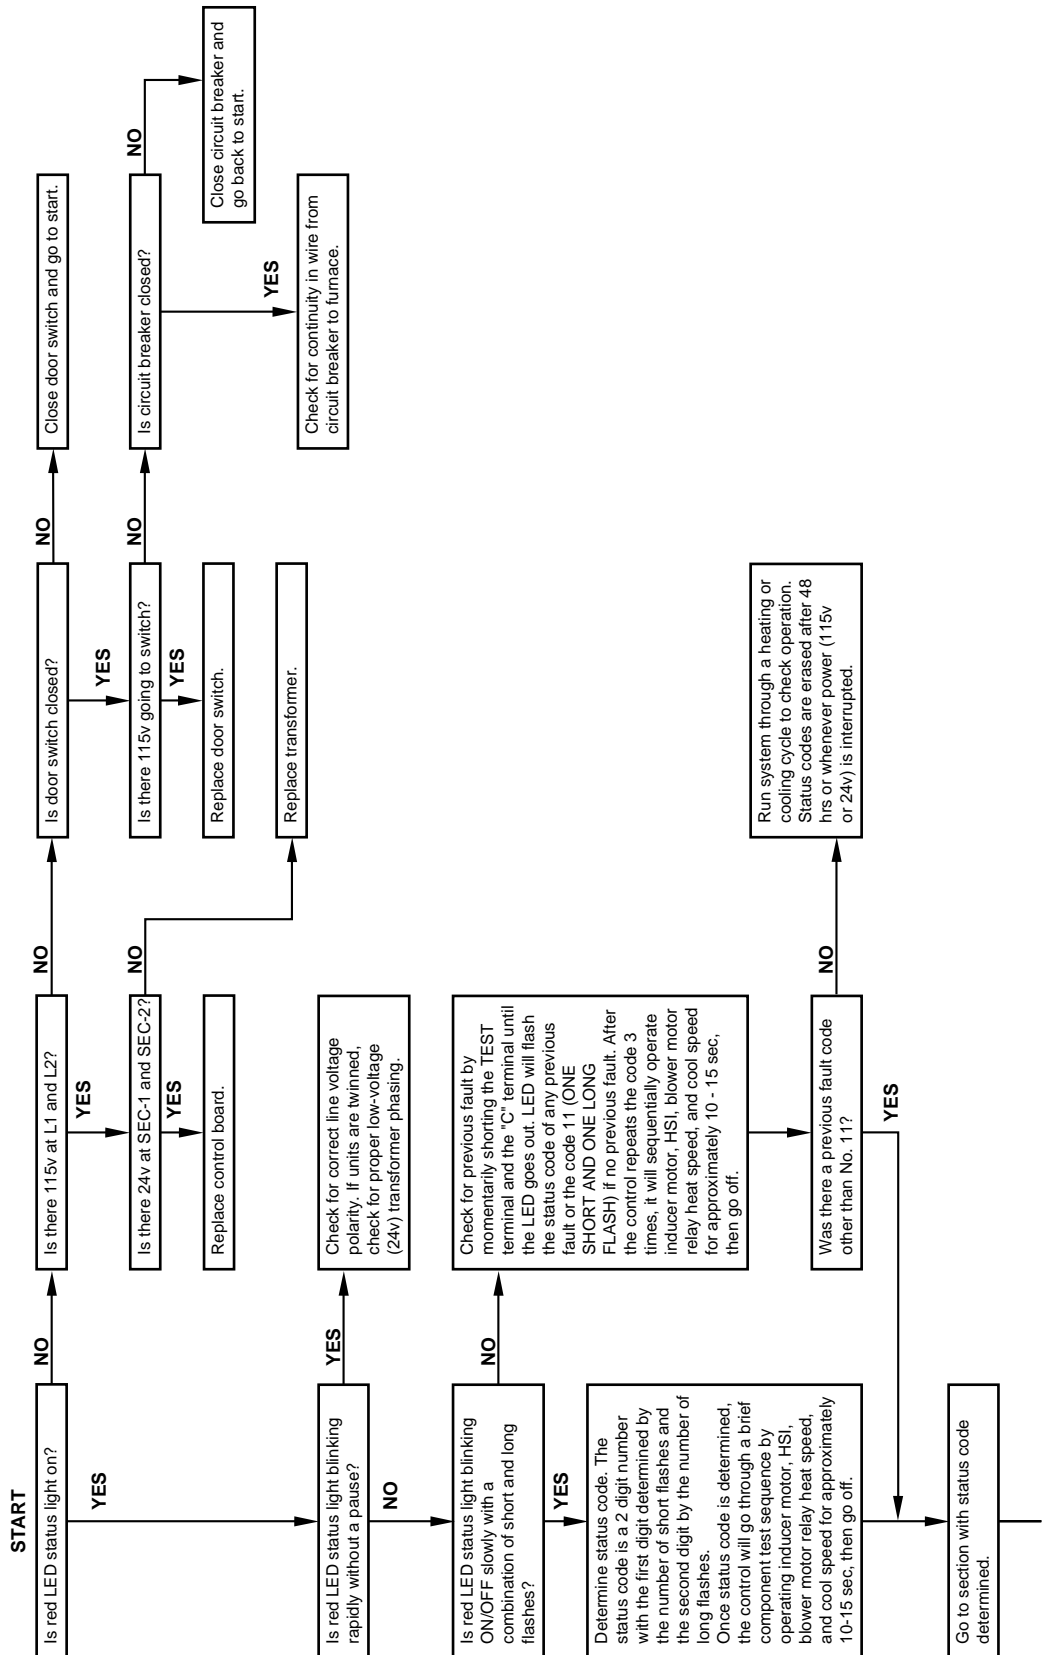 START
Is red LED status light on?
NO
Is there 115v at L1 and L2?
NO
Is door switch closed?
NO
Close door switch and go to start.
YES
YES
YES
Is there 24v at SEC-1 and SEC-2?
NO
Is there 115v going to switch?
NO
Is circuit breaker closed?
NO
YES
YES
YES
Replace control board.
Replace door switch.
Close circuit breaker and
go back to start.
Replace transformer.
Check for continuity in wire from
circuit breaker to furnace.
Is red LED status light blinking
rapidly without a pause?
YES
Check for correct line voltage
polarity. If units are twinned,
check for proper low-voltage
(24v) transformer phasing.
NO
Is red LED status light blinking
ON/OFF slowly with a
combination of short and long
flashes?
NO
Check for previous fault by
momentarily shorting the TEST
terminal and the "C" terminal until
the LED goes out. LED will flash
the status code of any previous
fault or the code 11 (ONE
SHORT AND ONE LONG
FLASH) if no previous fault. After
the control repeats the code 3
times, it will sequentially operate
inducer motor, HSI, blower motor
relay heat speed, and cool speed
for approximately 10 - 15 sec,
then go off.
YES
Determine status code. The
status code is a 2 digit number
with the first digit determined by
the number of short flashes and
the second digit by the number of
long flashes.
Once status code is determined,
the control will go through a brief
component test sequence by
operating inducer motor, HSI,
blower motor relay heat speed,
and cool speed for approximately
10-15 sec, then go off.
Was there a previous fault code
other than No. 11?
NO
Run system through a heating or
cooling cycle to check operation.
Status codes are erased after 48
hrs or whenever power (115v
or 24v) is interrupted.
YES
Go to section with status code
determined.